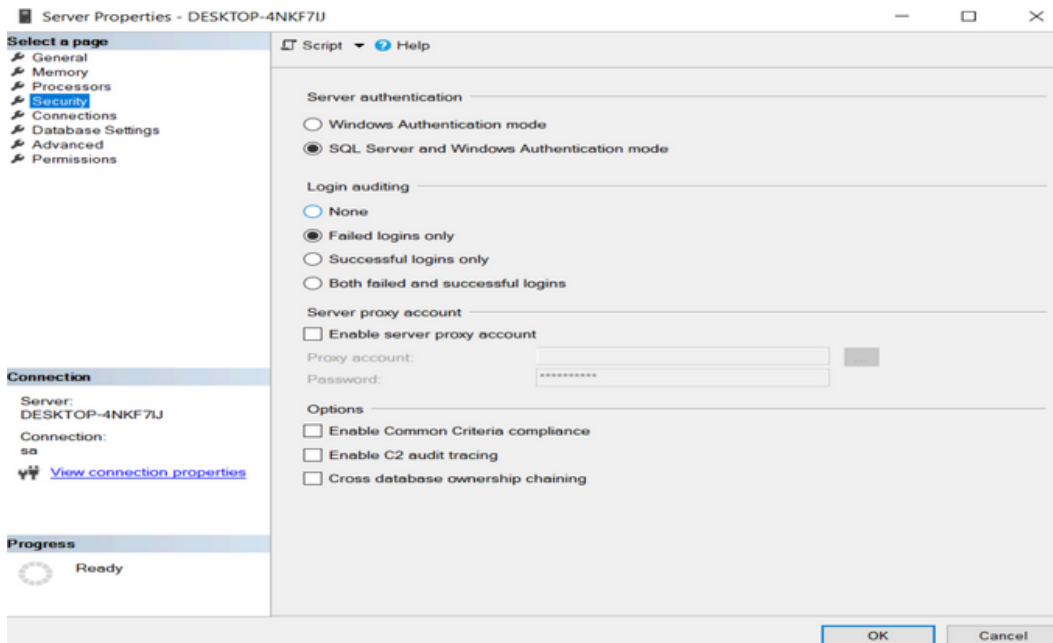 Server Properties - DESKTOP-4NKF7IJ
Select a page
General
Memory
Processors
Security
Connections
Database Settings
Advanced
Permissions
Connection
Server:
DESKTOP-4NKF7IJ
Connection:
sa
View connection properties
Progress
Ready
Script
Help
Server authentication
Windows Authentication mode
SQL Server and Windows Authentication mode
Login auditing
None
Failed logins only
Successful logins only
Both failed and successful logins
Server proxy account
Enable server proxy account
Proxy account:
...
Password:
**********
Options
Enable Common Criteria compliance
Enable C2 audit tracing
Cross database ownership chaining
OK
Cancel